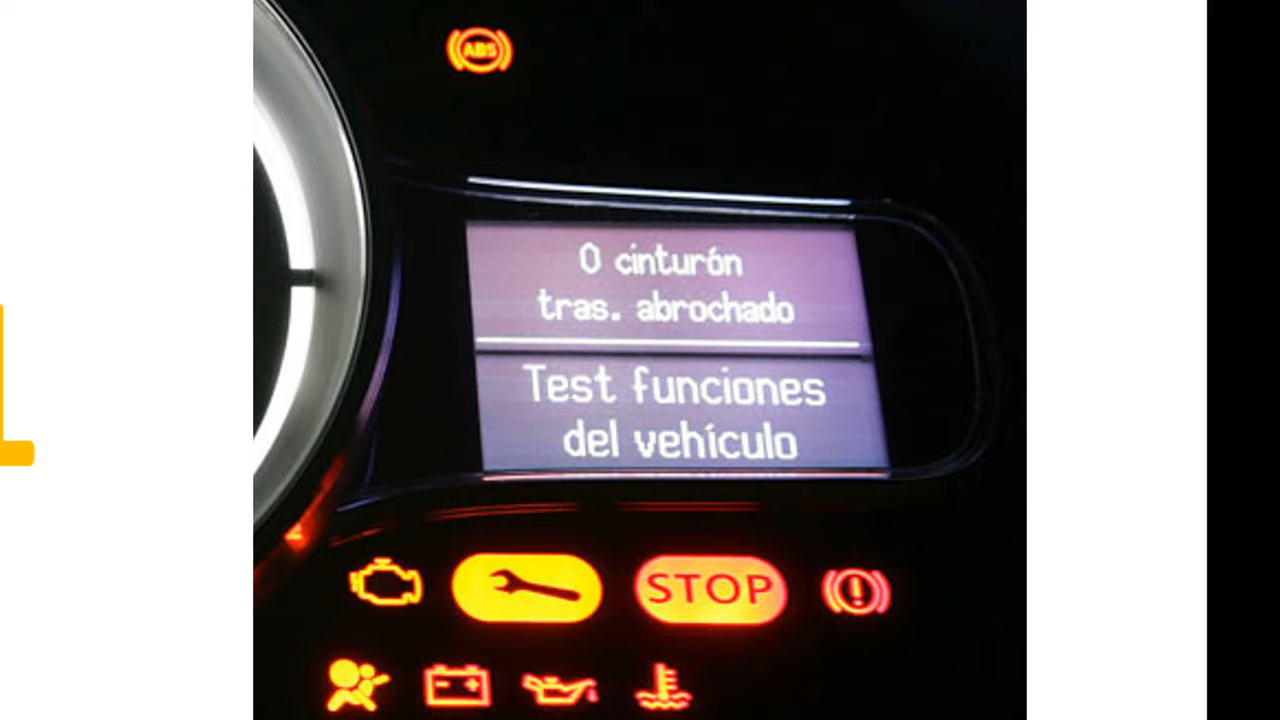 ABS
0 cinturón
tras. abrochado
Test funciones
del vehículo
STOP